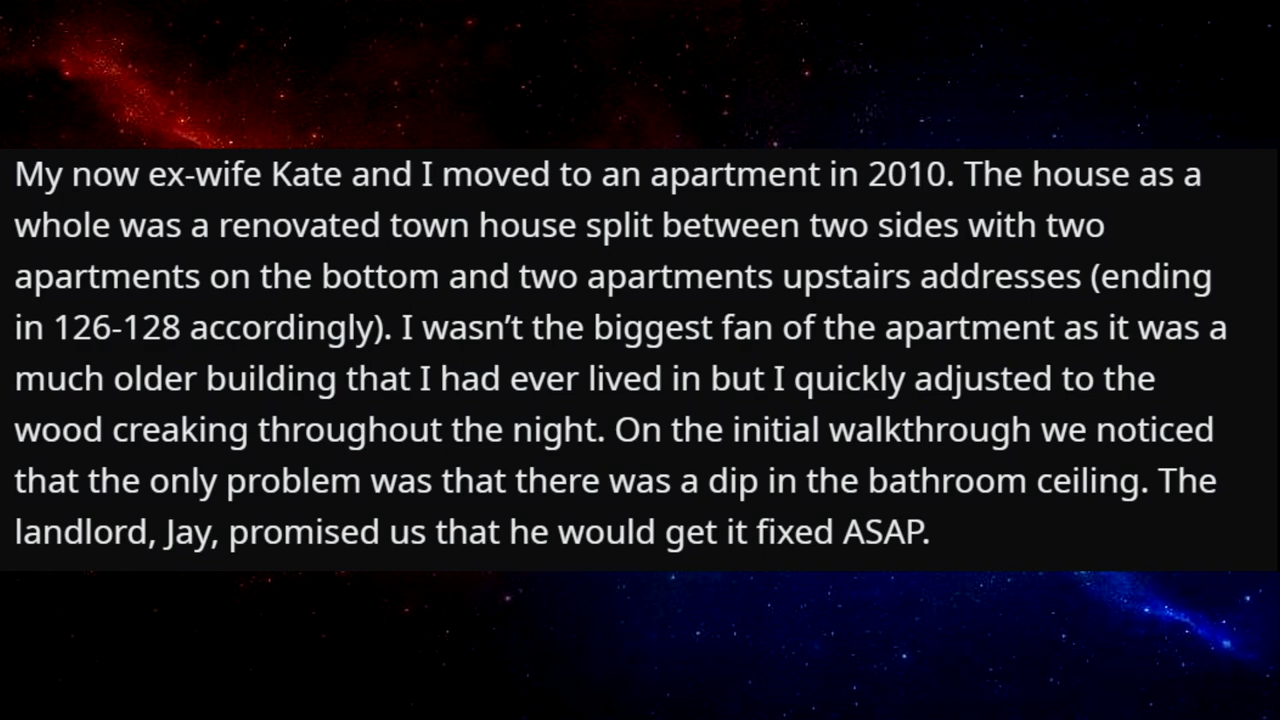 My now ex-wife Kate and I moved to an apartment in 2010. The house as a
whole was a renovated town house split between two sides with two
apartments on the bottom and two apartments upstairs addresses (ending
in 126-128 accordingly). I wasn’t the biggest fan of the apartment as it was a
much older building that I had ever lived in but I quickly adjusted to the
wood creaking throughout the night. On the initial walkthrough we noticed
that the only problem was that there was a dip in the bathroom ceiling. The
landlord, Jay, promised us that he would get it fixed ASAP.